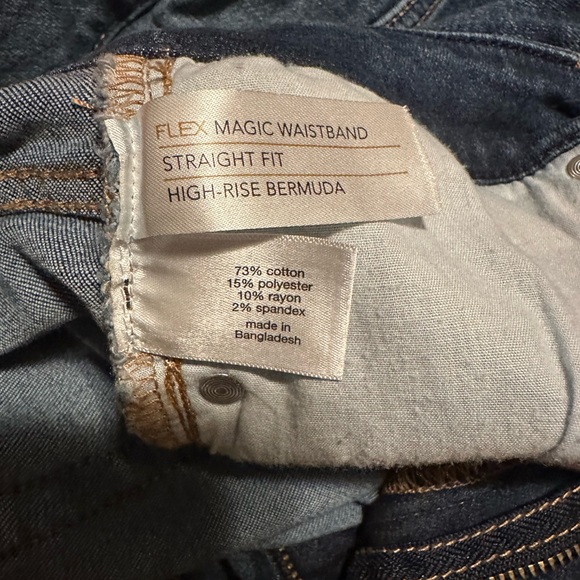 FLEX MAGIC WAISTBAND
STRAIGHT FIT
HIGH-RISE BERMUDA
73% cotton
15% polyester
10% rayon
2% spandex
made in
Bangladesh